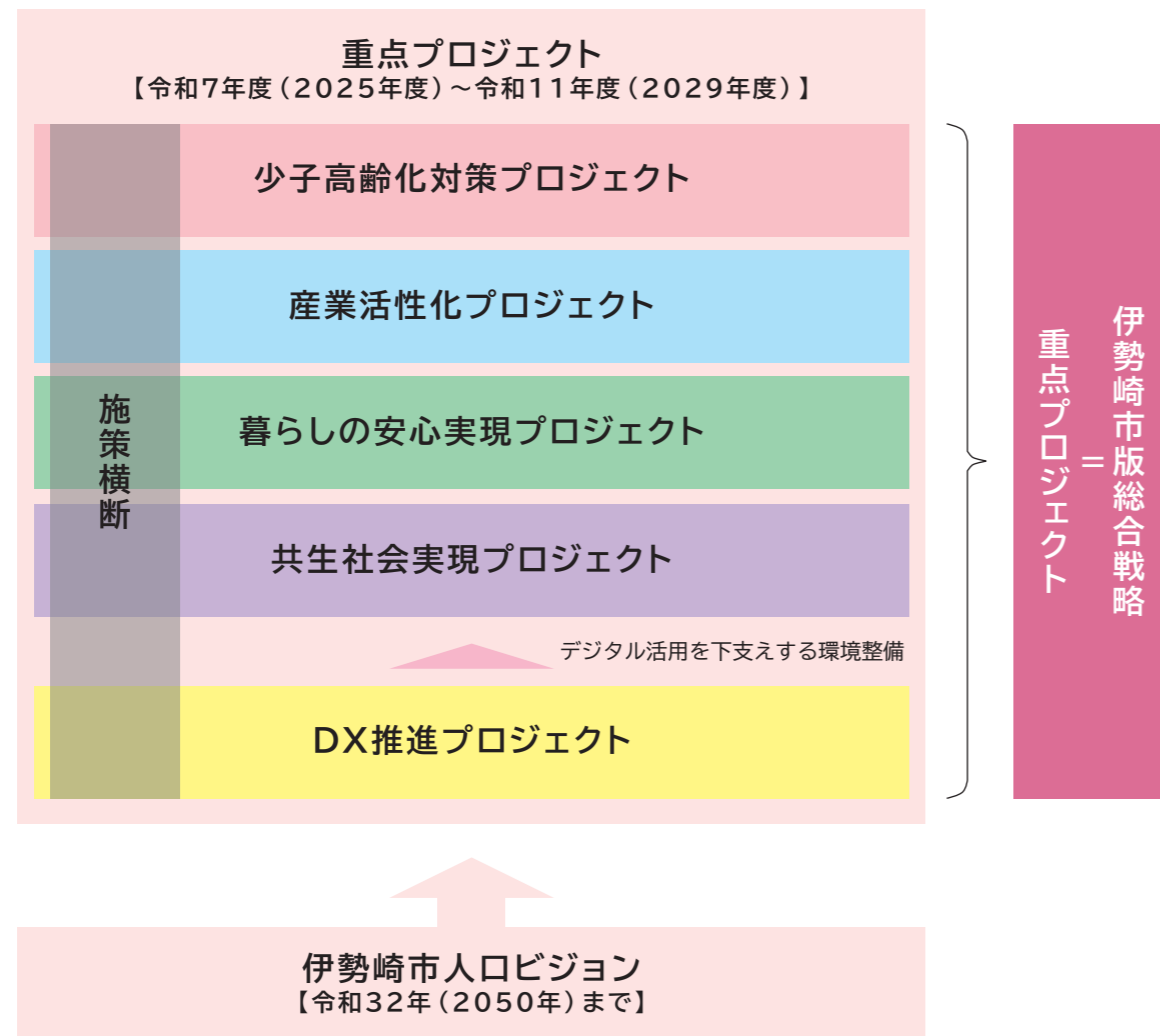 重点プロジェクト
【令和7年度（2025年度）～令和11年度（2029年度）】
施策横断
少子高齢化対策プロジェクト
産業活性化プロジェクト
暮らしの安心実現プロジェクト
共生社会実現プロジェクト
デジタル活用を下支えする環境整備
DX推進プロジェクト
伊勢崎市版総合戦略
＝
重点プロジェクト
伊勢崎市人口ビジョン
【令和32年（2050年）まで】